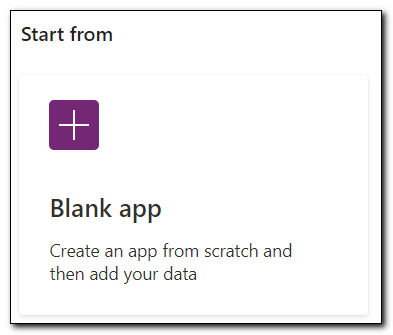 Start from
Blank app
Create an app from scratch and
then add your data